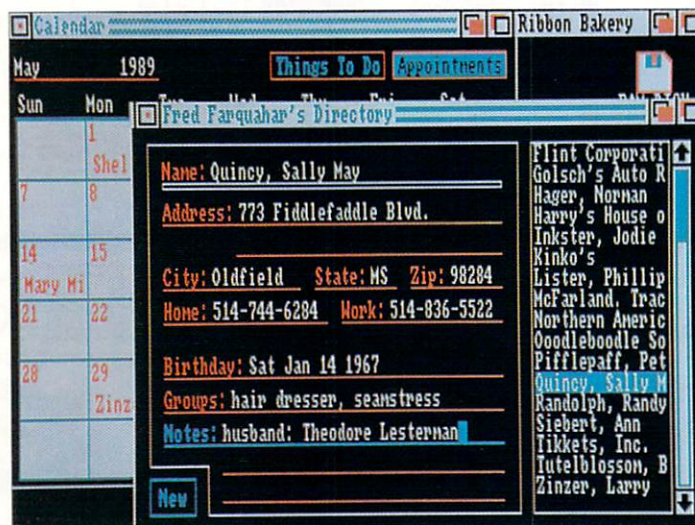 Calendar
Ribbon Bakery
May 1989
Things To Do Appointments
Sun Mon
Fred Farquahar's Directory
1
Shel
7 8
14 15
Mary Mi
21 22
28 29
Zinz
Name: Quincy, Sally May
Address: 773 Fiddlefaddle Blvd.
City: Oldfield State: MS Zip: 98284
Home: 514-744-6284 Work: 514-836-5522
Birthday: Sat Jan 14 1967
Groups: hair dresser, seamstress
Notes: husband: Theodore Lesterman
New
Flint Corporati
Golsch's Auto R
Hager, Norman
Harry's House o
Inkster, Jodie
Kinko's
Lister, Phillip
McFarland, Trac
Northern Americ
Ooodleboodle So
Pifflepaff, Pet
Quincy, Sally M
Randolph, Randy
Siebert, Ann
Tikkets, Inc.
Tutelblosson, B
Zinzer, Larry